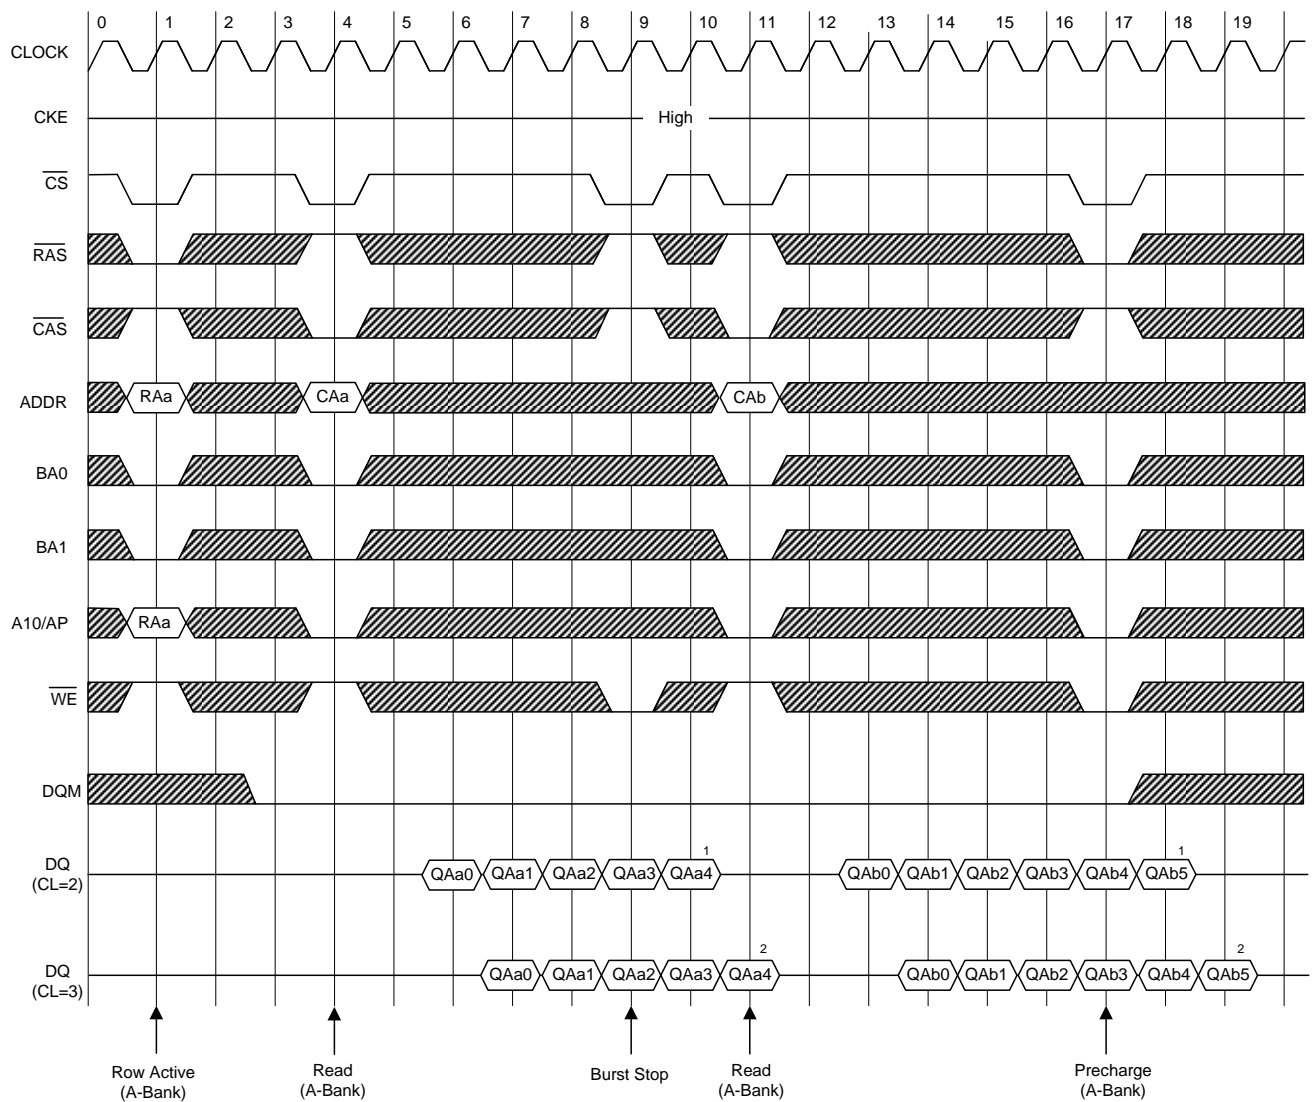 0 1 2 3 4 5 6 7 8 9 10 11 12 13 14 15 16 17 18 19
CLOCK
CKE High
CS
RAS
CAS
ADDR RAa CAa CAb
BA0
BA1
A10/AP RAa
WE
DQM
1 1
DQ
(CL=2)
QAa0 QAa1 QAa2 QAa3 QAa4 QAb0 QAb1 QAb2 QAb3 QAb4 QAb5
2 2
DQ
(CL=3)
QAa0 QAa1 QAa2 QAa3 QAa4 QAb0 QAb1 QAb2 QAb3 QAb4 QAb5
Row Active
(A-Bank)
Read
(A-Bank)
Burst Stop
Read
(A-Bank)
Precharge
(A-Bank)